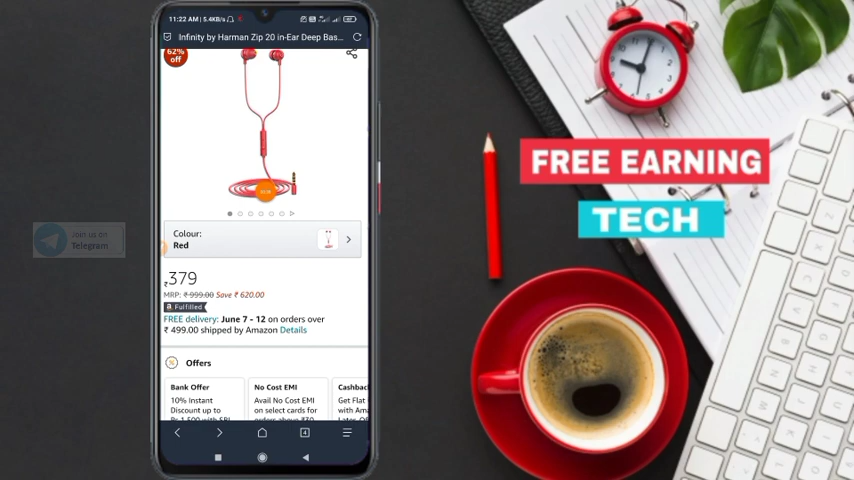 11:22 AM | 5.4KB/s
Infinity by Harman Zip 20 in-Ear Deep Bas...
62%
off
Colour:
Red
₹379
MRP: ₹ 999.00 Save ₹ 620.00
a Fulfilled
FREE delivery: June 7 - 12 on orders over
₹ 499.00 shipped by Amazon Details
Offers
Bank Offer
10% Instant
Discount up to
No Cost EMI
Avail No Cost EMI
on select cards for
Cashback
Get Flat
with Ama
4
JOIN US ON
Telegram
FREE EARNING
TECH